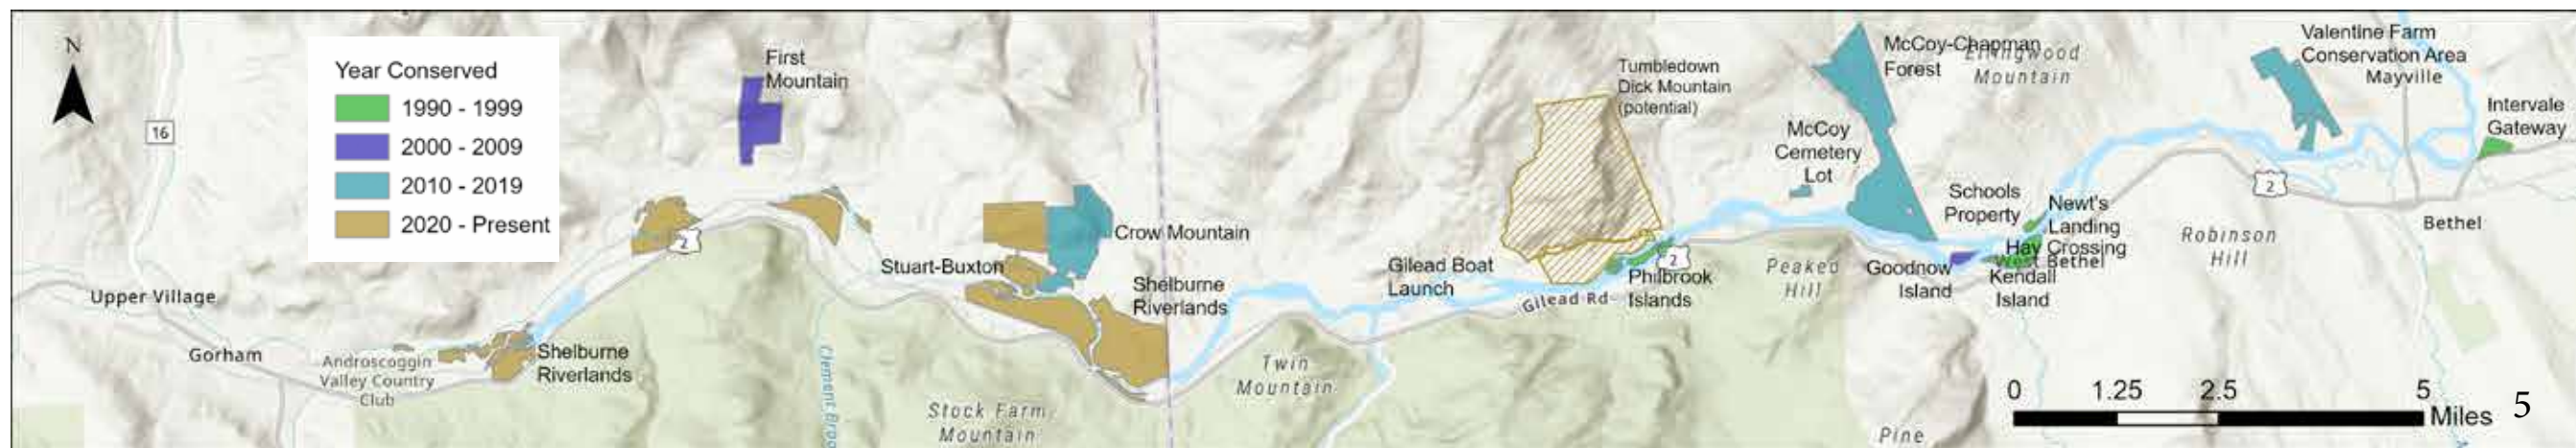 N
16
Year Conserved
1990 - 1999
2000 - 2009
2010 - 2019
2020 - Present
First
Mountain
2
Upper Village
Gorham
Androscoggin
Valley Country
Club
Shelburne
Riverlands
Stuart-Buxton
Crow Mountain
Shelburne
Riverlands
Stock Farm
Mountain
Twin
Mountain
Gilead Boat
Launch
Gilead Rd
Tumbledown
Dick Mountain
(potential)
Philbrook
Islands
2
Peaked
Hill
McCoy
Cemetery
Lot
McCoy-Chapman
Forest
Mountain
Schools
Property
Newt's
Landing
Hay Crossing
West Bethel
Goodnow
Island
Kendall
Island
Robinson
Hill
2
Valentine Farm
Conservation Area
Mayville
Intervale
Gateway
Bethel
Pine
0 1.25 2.5 5
Miles
5